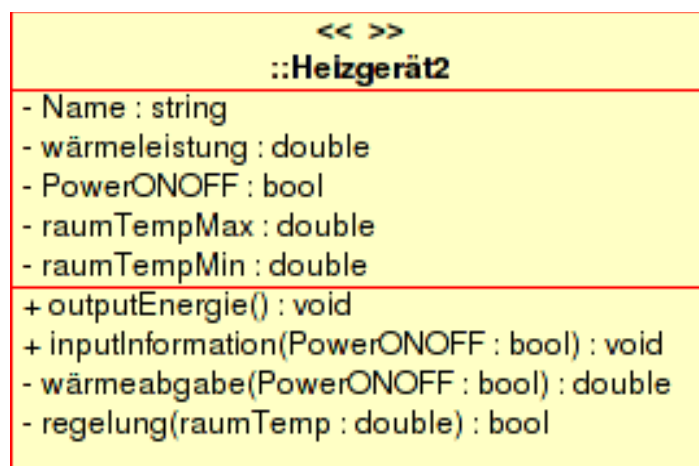 << >>
::Heizgerät2
- Name : string
- wärmeleistung : double
- PowerONOFF : bool
- raumTempMax : double
- raumTempMin : double
+ outputEnergie() : void
+ inputInformation(PowerONOFF : bool) : void
- wärmeabgabe(PowerONOFF : bool) : double
- regelung(raumTemp : double) : bool